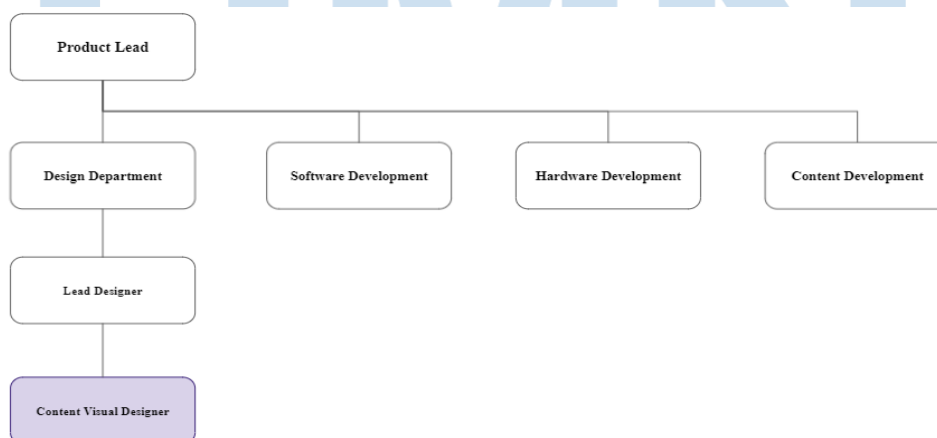 Product Lead
Design Department
Software Development
Hardware Development
Content Development
Lead Designer
Content Visual Designer